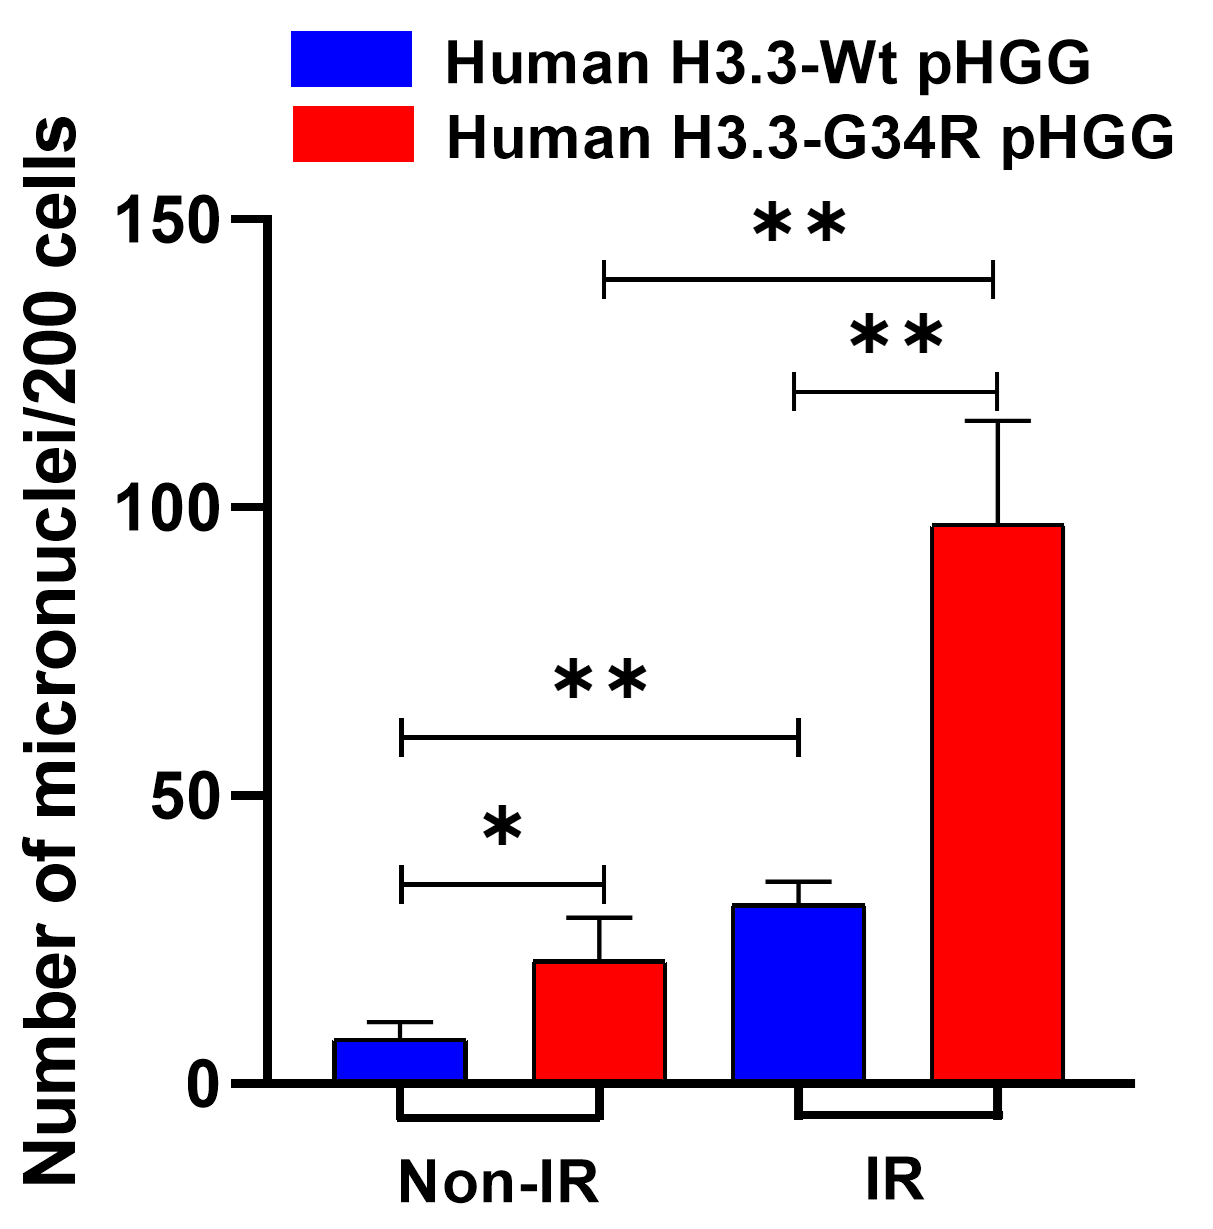 Human H3.3-Wt pHGG
Human H3.3-G34R pHGG
Number of micronuclei/200 cells
150
100
50
0
**
**
**
*
Non-IR
IR